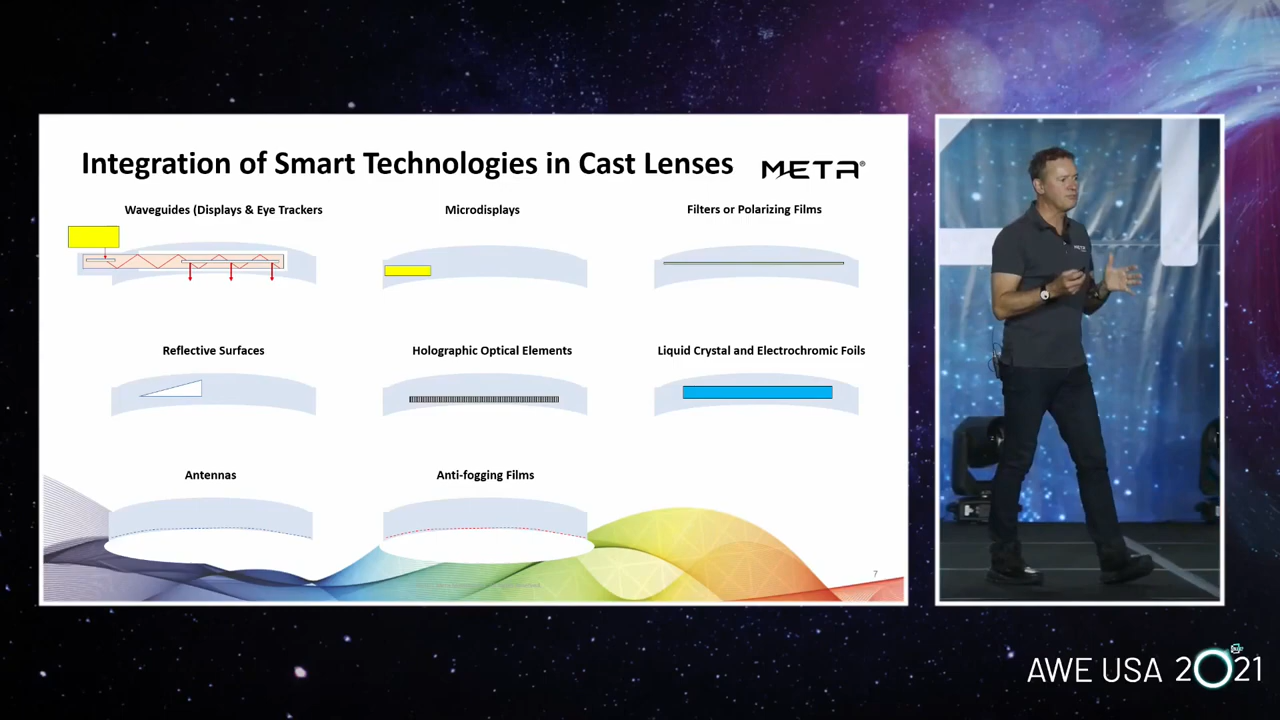 Integration of Smart Technologies in Cast Lenses
META®
Waveguides (Displays & Eye Trackers
Microdisplays
Filters or Polarizing Films
Reflective Surfaces
Holographic Optical Elements
Liquid Crystal and Electrochromic Foils
Antennas
Anti-fogging Films
7
META
AWE USA 2021